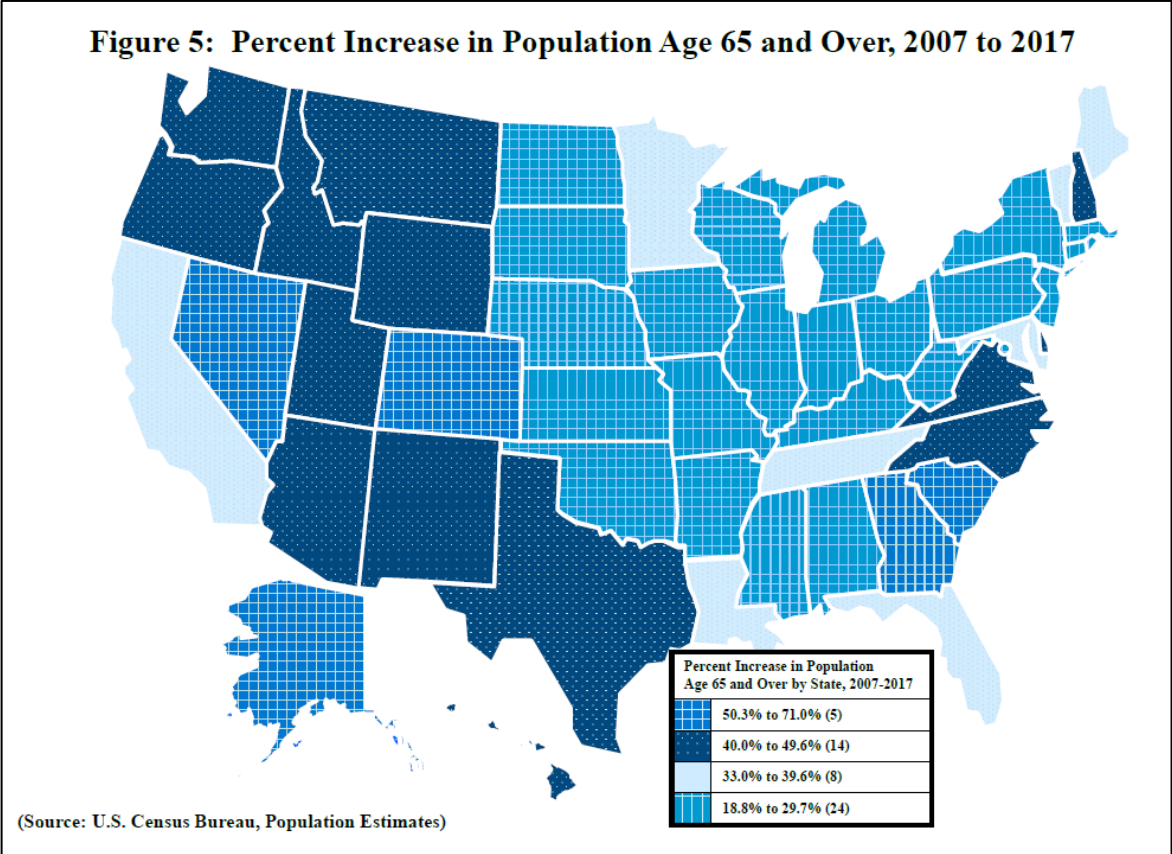 Figure 5: Percent Increase in Population Age 65 and Over, 2007 to 2017
Percent Increase in Population
Age 65 and Over by State, 2007-2017
50.3% to 71.0% (5)
40.0% to 49.6% (14)
33.0% to 39.6% (8)
18.8% to 29.7% (24)
(Source: U.S. Census Bureau, Population Estimates)